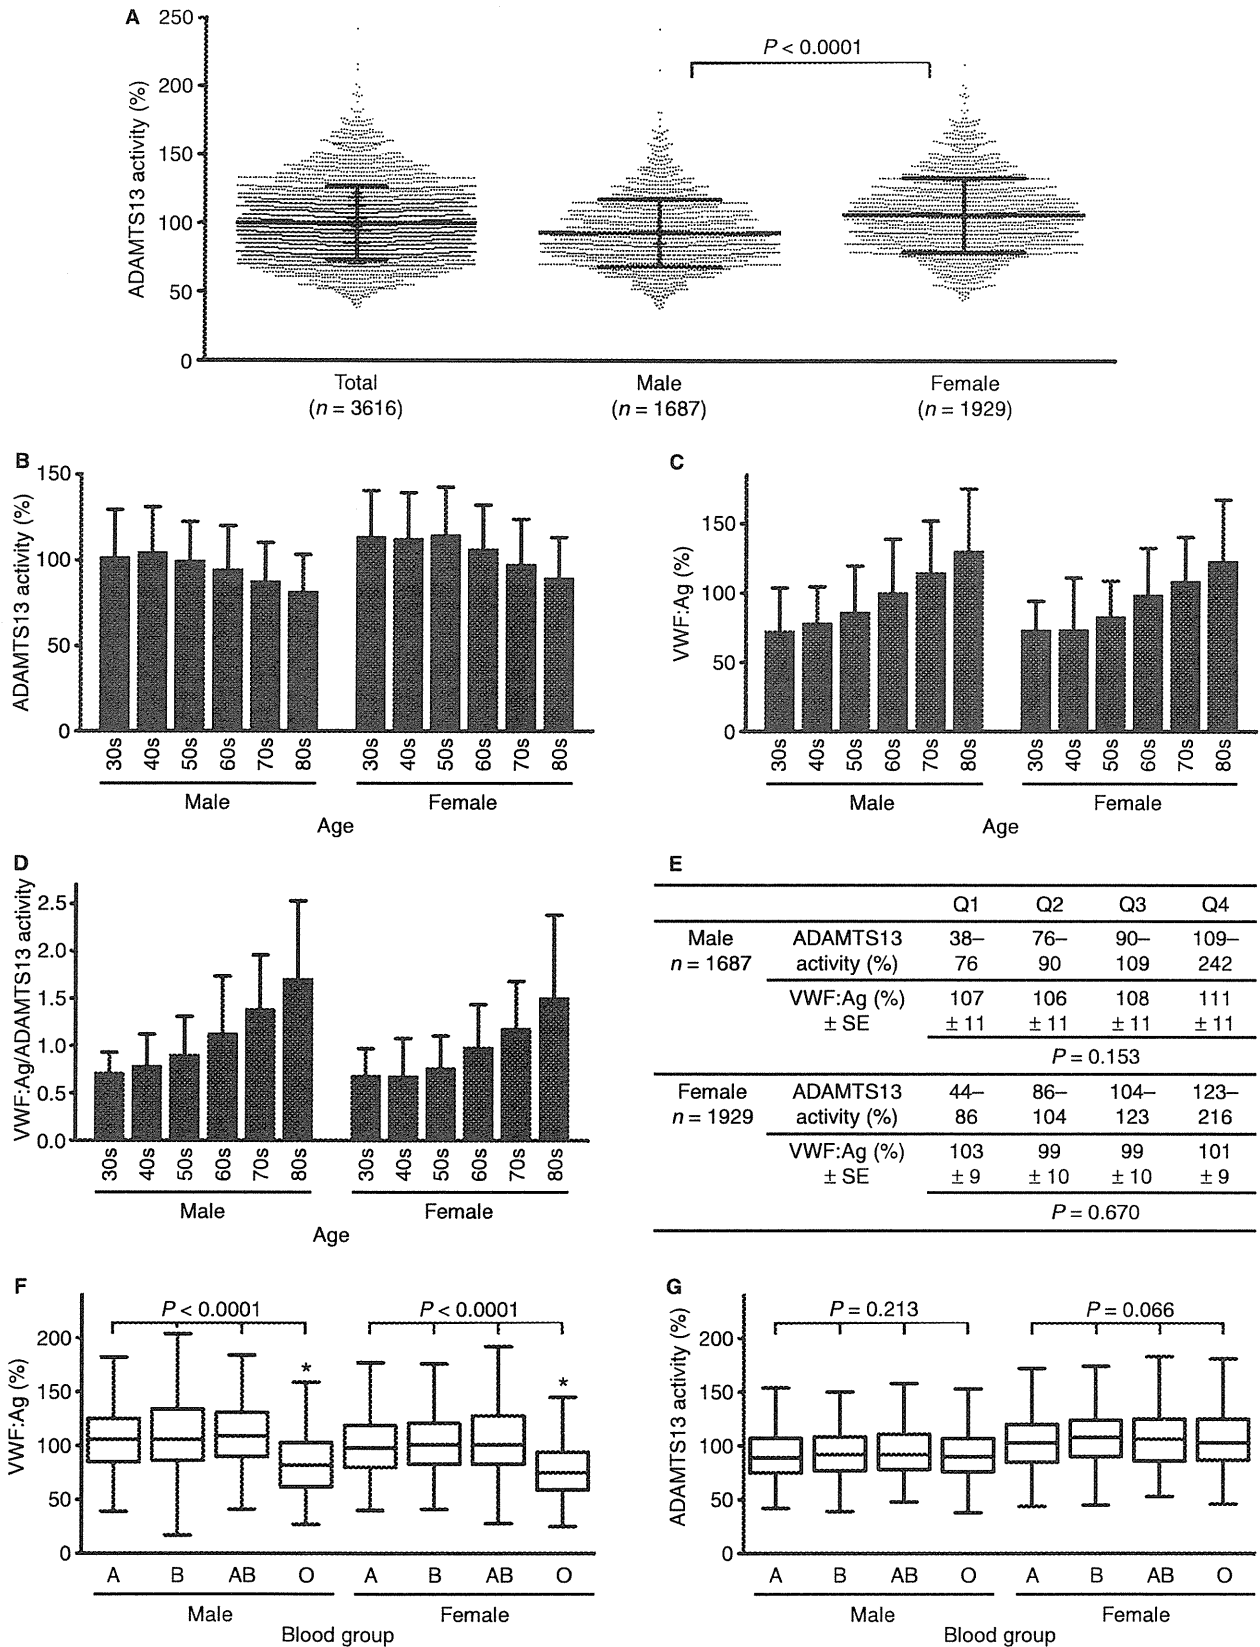 A
ADAMTS13 activity (%)
250
200
150
100
50
0
P < 0.0001
Total
(n = 3616)
Male
(n = 1687)
Female
(n = 1929)
B
ADAMTS13 activity (%)
150
100
50
0
30s 40s 50s 60s 70s 80s 30s 40s 50s 60s 70s 80s
Male Female
Age
C
VWF:Ag (%)
150
100
50
0
30s 40s 50s 60s 70s 80s 30s 40s 50s 60s 70s 80s
Male Female
Age
D
VWF:Ag/ADAMTS13 activity
2.5
2.0
1.5
1.0
0.5
0.0
30s 40s 50s 60s 70s 80s 30s 40s 50s 60s 70s 80s
Male Female
Age
E
Q1 Q2 Q3 Q4
Male ADAMTS13 38– 76– 90– 109–
n = 1687 activity (%) 76 90 109 242
VWF:Ag (%) 107 106 108 111
± SE ± 11 ± 11 ± 11 ± 11
P = 0.153
Female ADAMTS13 44– 86– 104– 123–
n = 1929 activity (%) 86 104 123 216
VWF:Ag (%) 103 99 99 101
± SE ± 9 ± 10 ± 10 ± 9
P = 0.670
F
VWF:Ag (%)
200
150
100
50
0
P < 0.0001 P < 0.0001
* *
A B AB O A B AB O
Male Female
Blood group
G
ADAMTS13 activity (%)
200
150
100
50
0
P = 0.213 P = 0.066
A B AB O A B AB O
Male Female
Blood group